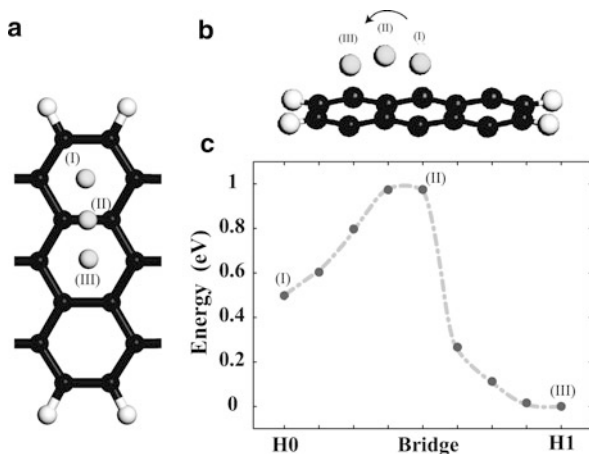 a
(I)
(II)
(III)
b
(III)
(II)
(I)
c
Energy (eV)
1
0.8
0.6
0.4
0.2
0
(I)
(II)
(III)
H0
Bridge
H1